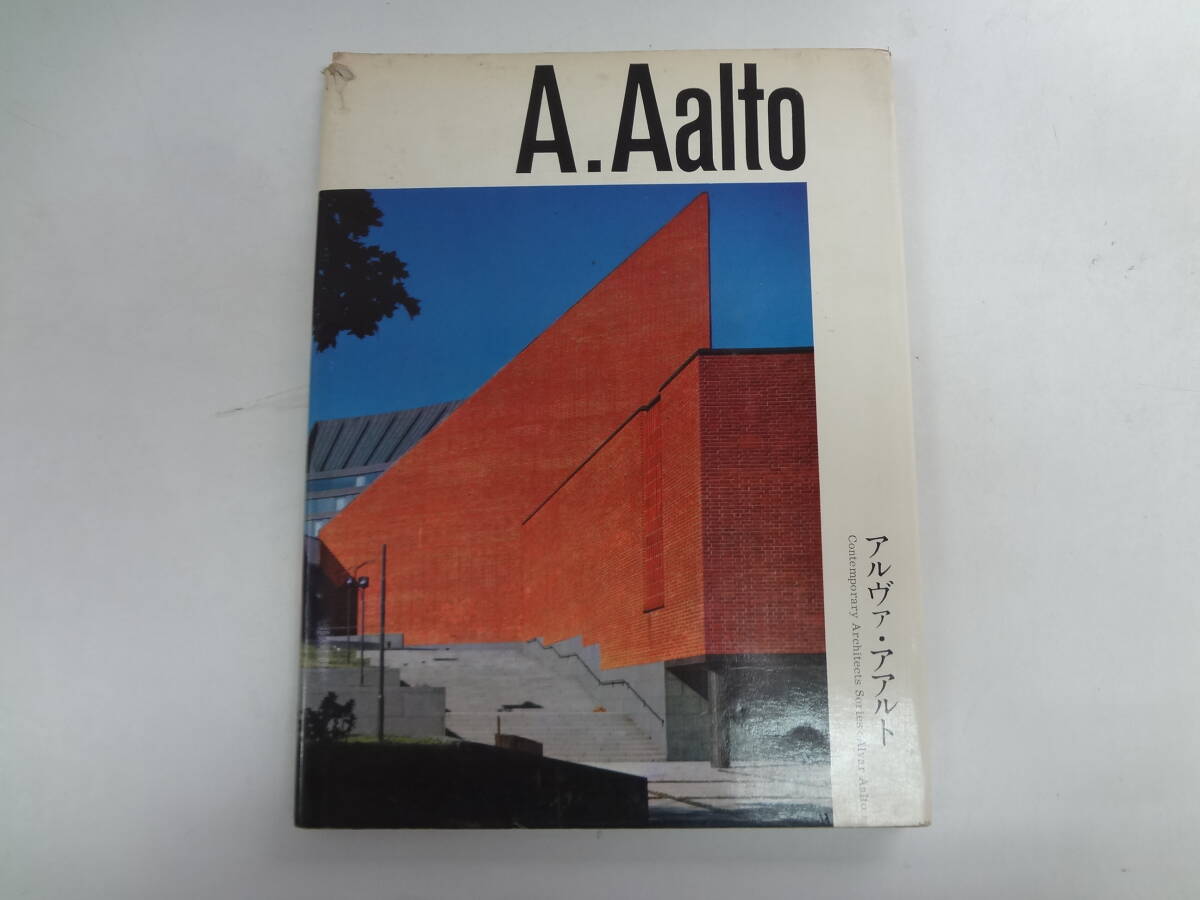 A.Aalto
アルヴァ・アアルト
Contemporary Architects Series・Alvar Aalto